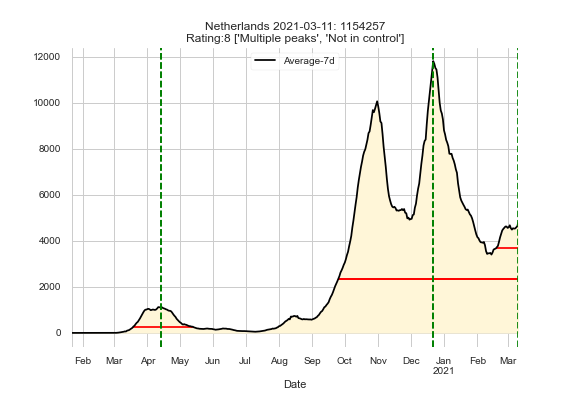 Netherlands 2021-03-11: 1154257
Rating:8 ['Multiple peaks', 'Not in control']
Average-7d
12000
10000
8000
6000
4000
2000
0
Feb Mar Apr May Jun Jul Aug Sep Oct Nov Dec Jan Feb Mar
2021
Date